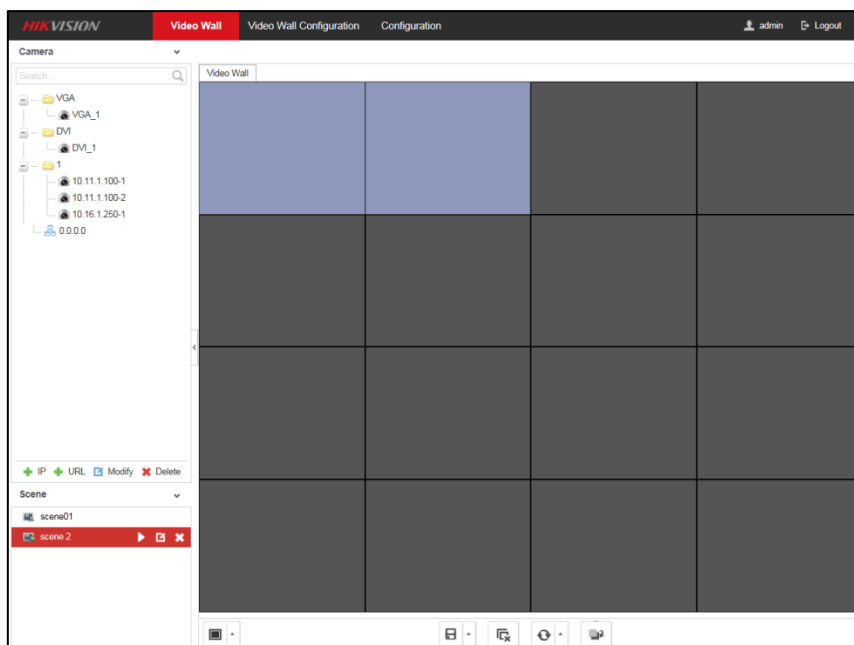 HIKVISION Video Wall Video Wall Configuration Configuration admin Logout
Camera
Search...
Video Wall
VGA
VGA_1
DVI
DVI_1
1
10.11.1.100-1
10.11.1.100-2
10.16.1.250-1
0.0.0.0
IP URL Modify Delete
Scene
scene01
scene 2